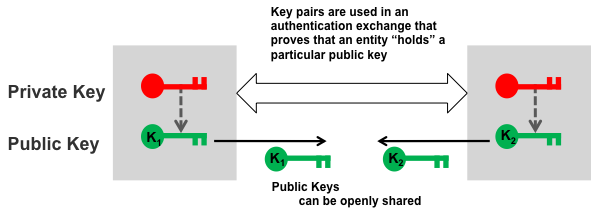 Key pairs are used in an
authentication exchange that
proves that an entity “holds” a
particular public key
Private Key
Public Key
K1
K2
K1
K2
Public Keys
can be openly shared